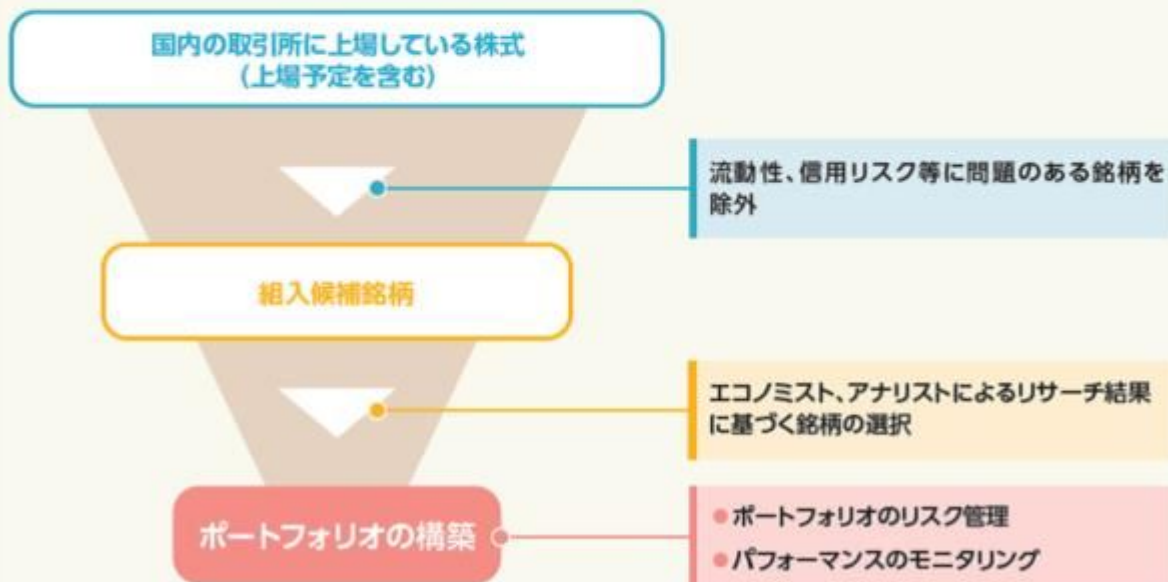 国内の取引所に上場している株式
(上場予定を含む)
流動性、信用リスク等に問題のある銘柄を
除外
組入候補銘柄
エコノミスト、アナリストによるリサーチ結果
に基づく銘柄の選択
ポートフォリオの構築
●ポートフォリオのリスク管理
●パフォーマンスのモニタリング